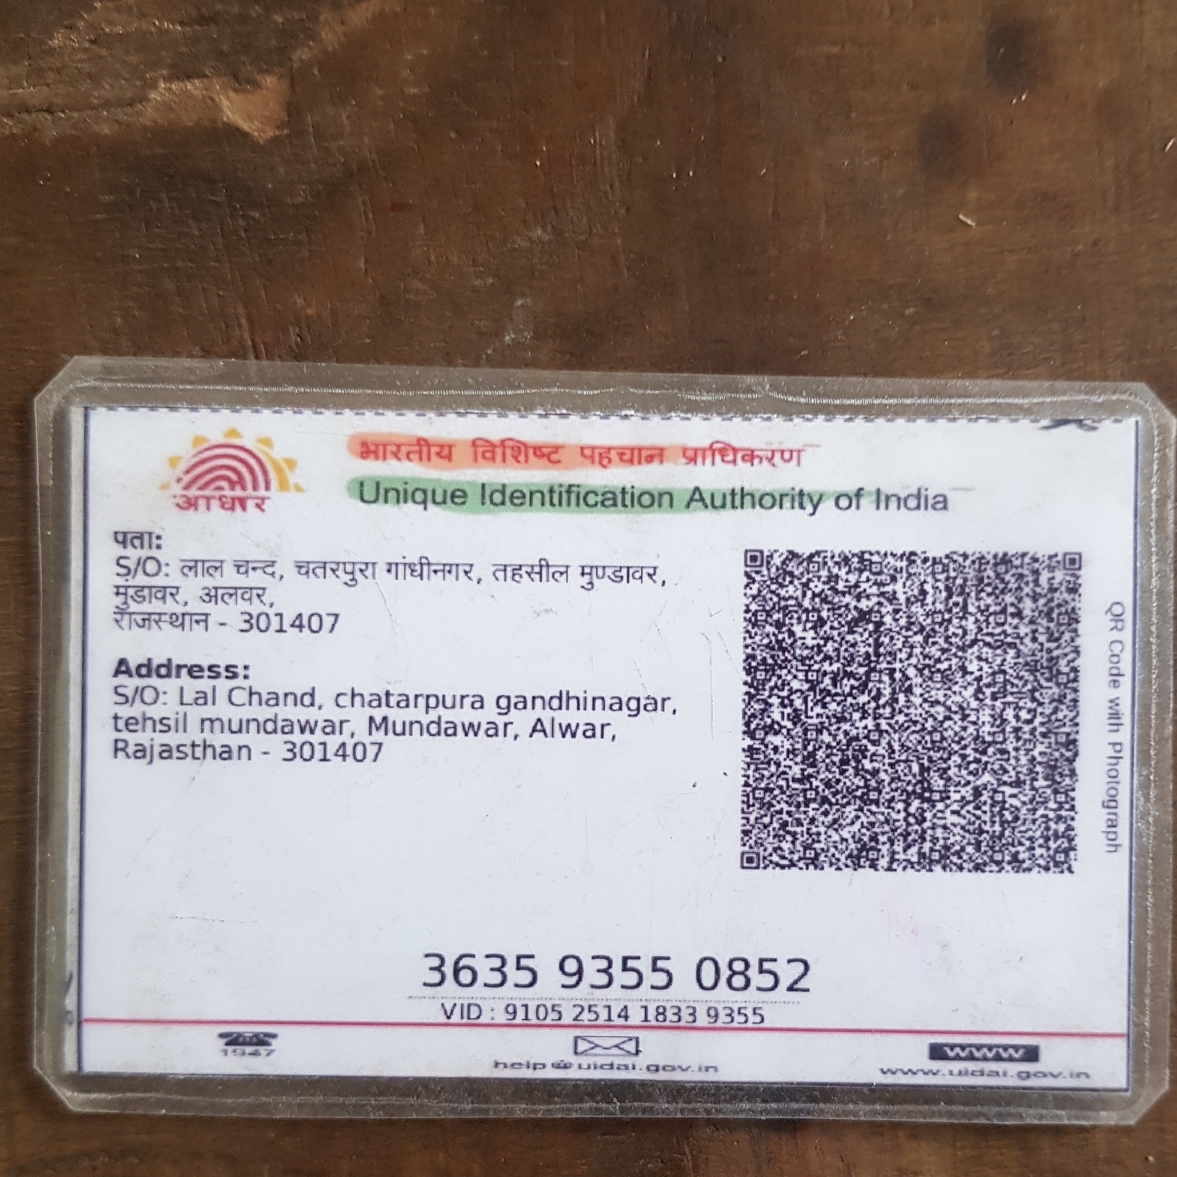 भारतीय विशिष्ट पहचान प्राधिकरण
Unique Identification Authority of India
आधार
पता:
S/O: लाल चन्द, चतरपुरा गांधीनगर, तहसील मुण्डावर,
मुंडावर, अलवर,
राजस्थान - 301407
Address:
S/O: Lal Chand, chatarpura gandhinagar,
tehsil mundawar, Mundawar, Alwar,
Rajasthan - 301407
QR Code with Photograph
3635 9355 0852
VID : 9105 2514 1833 9355
1947
help@uidai.gov.in
www
www.uidai.gov.in